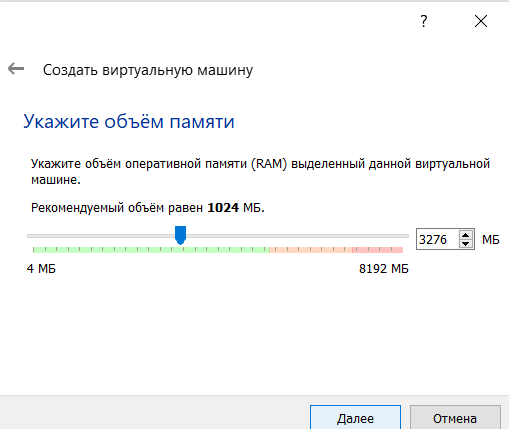 ?
Создать виртуальную машину
Укажите объём памяти
Укажите объём оперативной памяти (RAM) выделенный данной виртуальной
машине.
Рекомендуемый объём равен 1024 МБ.
3276 МБ
4 МБ 8192 МБ
Далее Отмена